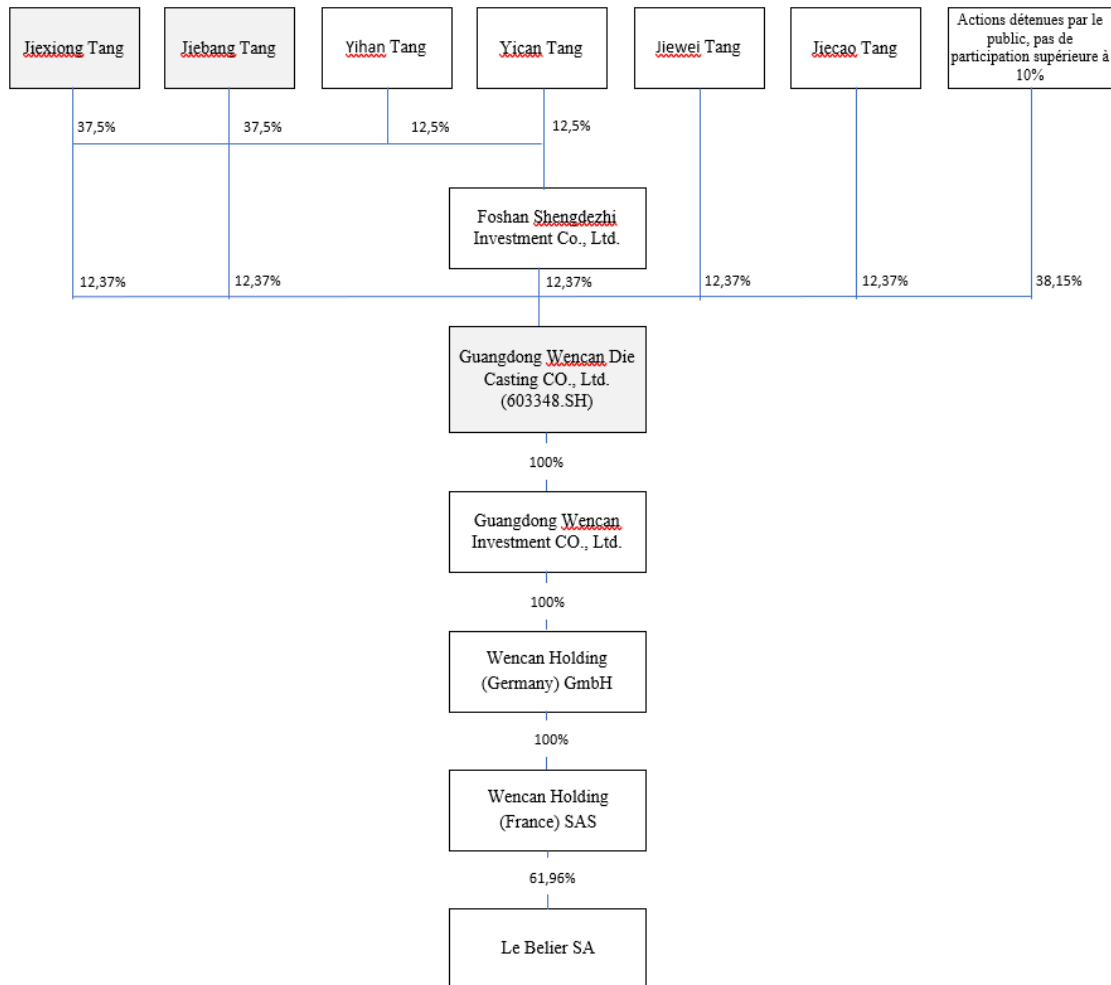 Jiexiong Tang
Jiebang Tang
Yihan Tang
Yican Tang
Jiewei Tang
Jiecao Tang
Actions détenues par le
public, pas de
participation supérieure à
10%
37,5%
37,5%
12,5%
12,5%
Foshan Shengdezhi
Investment Co., Ltd.
12,37%
12,37%
12,37%
12,37%
12,37%
38,15%
Guangdong Wencan Die
Casting CO., Ltd.
(603348.SH)
100%
Guangdong Wencan
Investment CO., Ltd.
100%
Wencan Holding
(Germany) GmbH
100%
Wencan Holding
(France) SAS
61,96%
Le Belier SA